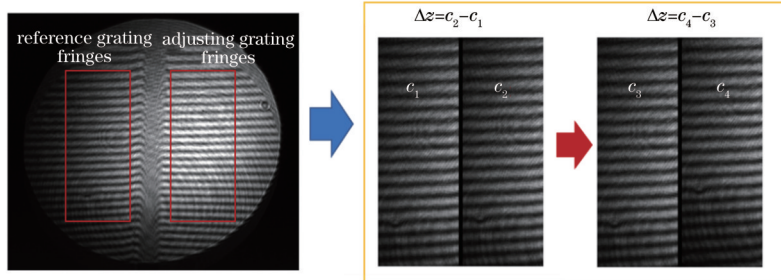 reference grating
fringes
adjusting grating
fringes
Δz=c₂−c₁
c₁
c₂
Δz=c₄−c₃
c₃
c₄